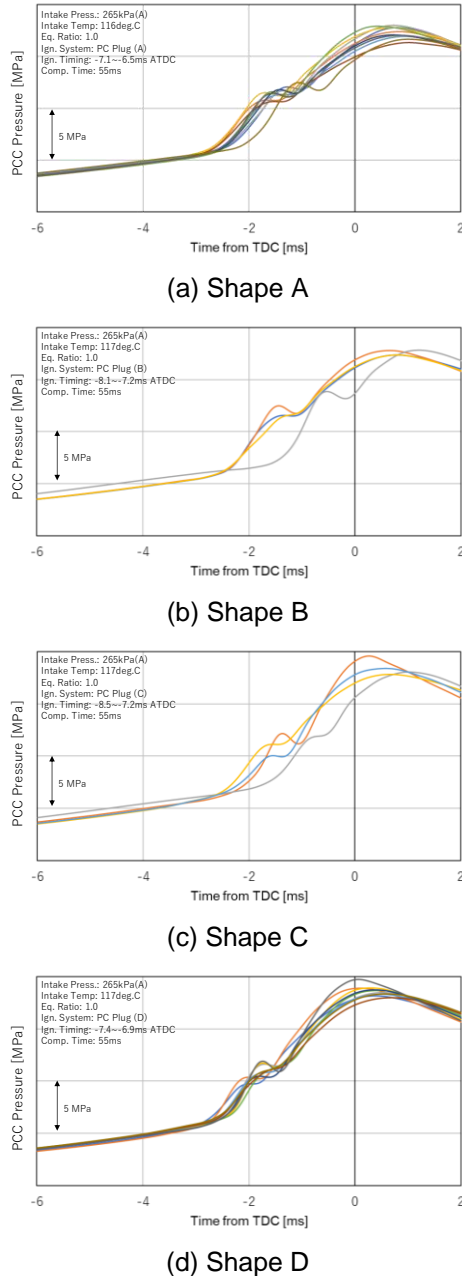 Intake Press: 265kPa(A)
Intake Temp: 116deg.C
Eq. Ratio: 1.0
Ign. System: PC Plug (A)
Ign. Timing: -7.1~-6.5ms ATDC
Comp. Time: 55ms
PCC Pressure [MPa]
5 MPa
-6 -4 -2 0 2
Time from TDC [ms]
(a) Shape A
Intake Press.: 265kPa(A)
Intake Temp: 117deg.C
Eq. Ratio: 1.0
Ign. System: PC Plug (B)
Ign. Timing: -8.1~-7.2ms ATDC
Comp. Time: 55ms
PCC Pressure [MPa]
5 MPa
-6 -4 -2 0 2
Time from TDC [ms]
(b) Shape B
Intake Press.: 265kPa(A)
Intake Temp: 117deg.C
Eq. Ratio: 1.0
Ign. System: PC Plug (C)
Ign. Timing: -8.5~-7.2ms ATDC
Comp. Time: 55ms
PCC Pressure [MPa]
5 MPa
-6 -4 -2 0 2
Time from TDC [ms]
(c) Shape C
Intake Press.: 265kPa(A)
Intake Temp: 117deg.C
Eq. Ratio: 1.0
Ign. System: PC Plug (D)
Ign. Timing: -7.4~-6.9ms ATDC
Comp. Time: 55ms
PCC Pressure [MPa]
5 MPa
-6 -4 -2 0 2
Time from TDC [ms]
(d) Shape D